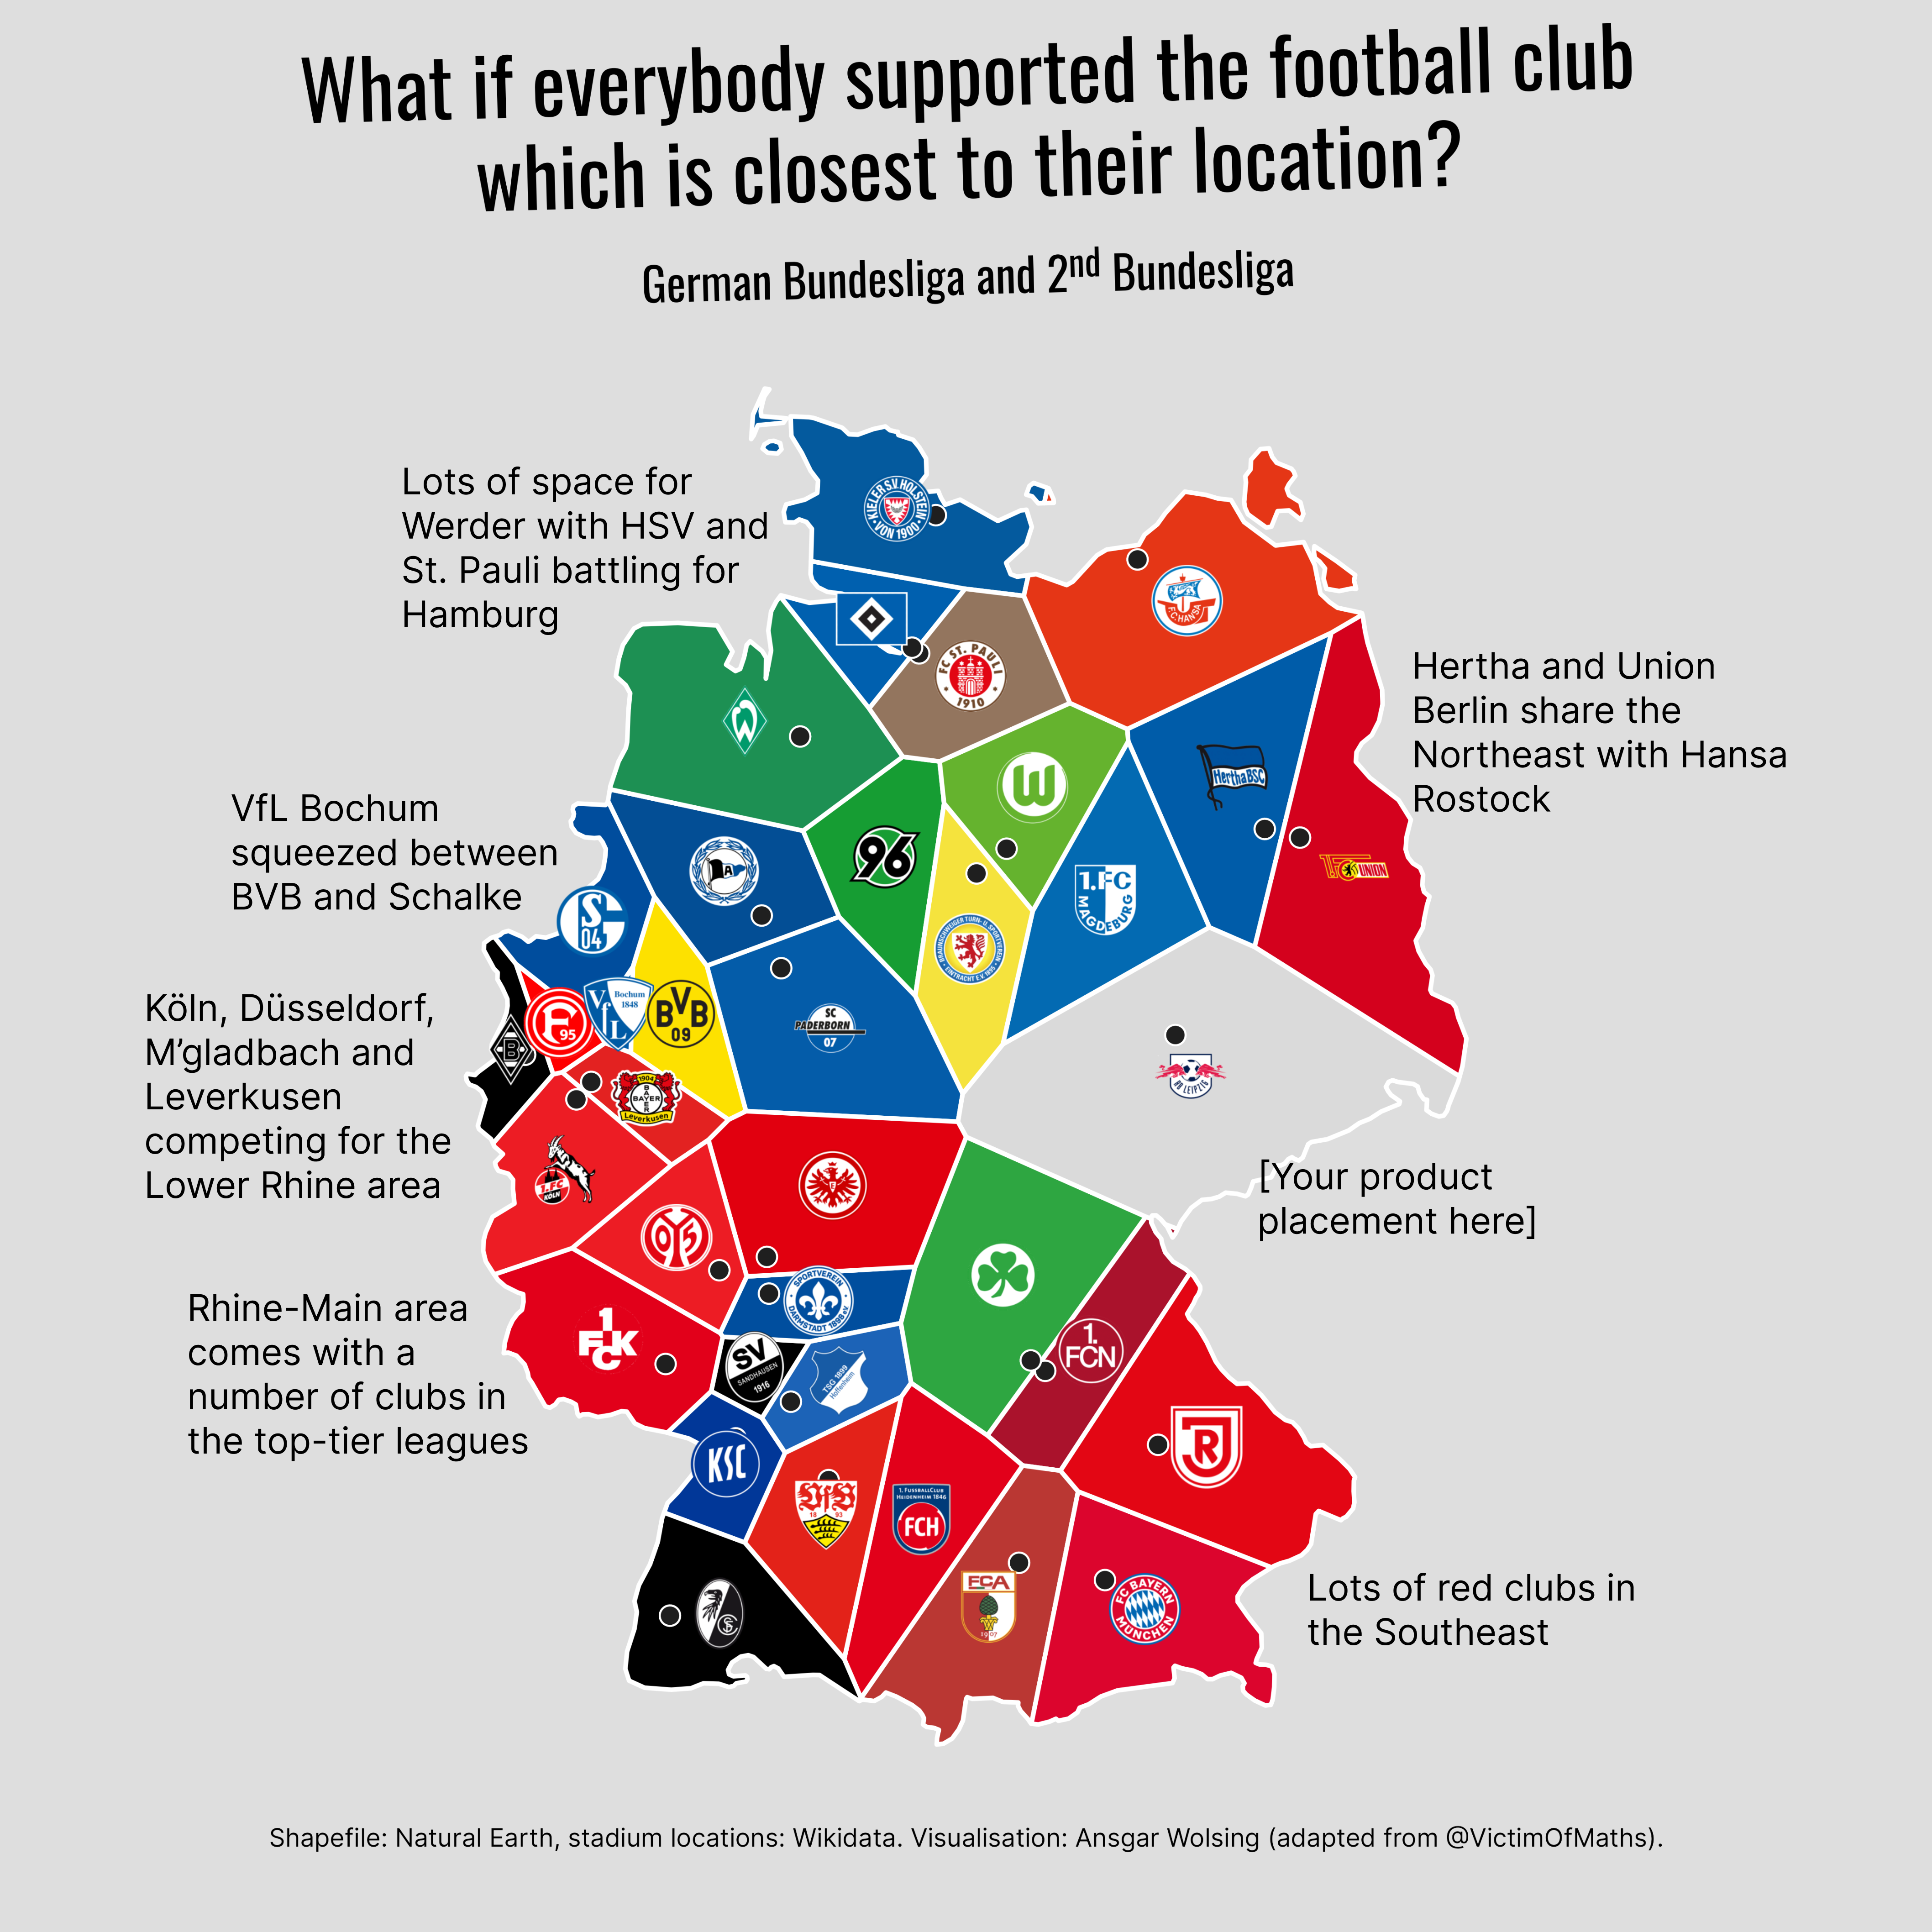 What if everybody supported the football club
which is closest to their location?
German Bundesliga and 2nd Bundesliga
Lots of space for
Werder with HSV and
St. Pauli battling for
Hamburg
KIELER S.V. HOLSTEIN
VON 1900
F.C. HANSA
FC ST. PAULI
1910
Hertha and Union
Berlin share the
Northeast with Hansa
Rostock
W
W
Hertha BSC
VfL Bochum
squeezed between
BVB and Schalke
A
96
1.FC
MAGDEBURG
1.FC UNION
S
04
BRAUNSCHWEIGER TURN- U. SPORTVEREIN
EINTRACHT E.V. 1895
Köln, Düsseldorf,
M'gladbach and
Leverkusen
competing for the
Lower Rhine area
B
F
95
VfL
Bochum
1848
BVB
09
SC
PADERBORN
07
1904
BAYER
BAYER
Leverkusen
RB LEIPZIG
1.FC
KÖLN
[Your product
placement here]
05
Rhine-Main area
comes with a
number of clubs in
the top-tier leagues
SPORTVEREIN
DARMSTADT 1898 e.V.
1.
FCK
SV
SANDHAUSEN
1916
TSG 1899
Hoffenheim
1.
FCN
KSC
JR
VfB
18 93
1. FUSSBALLCLUB
HEIDENHEIM 1846
FCH
FCA
1907
SC
FC BAYERN
MÜNCHEN
Lots of red clubs in
the Southeast
Shapefile: Natural Earth, stadium locations: Wikidata. Visualisation: Ansgar Wolsing (adapted from @VictimOfMaths).